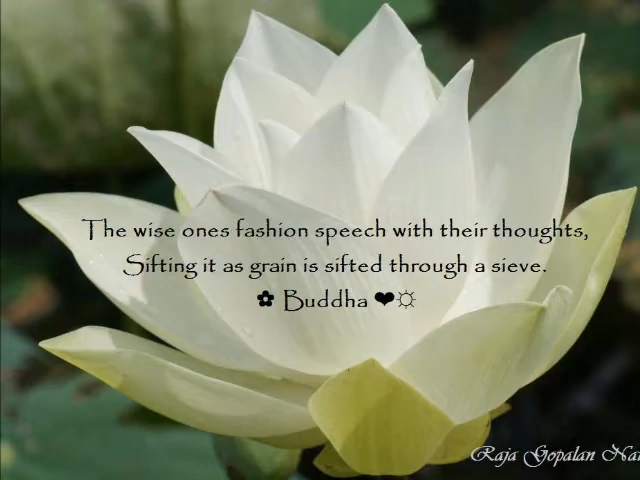 The wise ones fashion speech with their thoughts,
Sifting it as grain is sifted through a sieve.
✿ Buddha ❤☼
Raja Gopalan